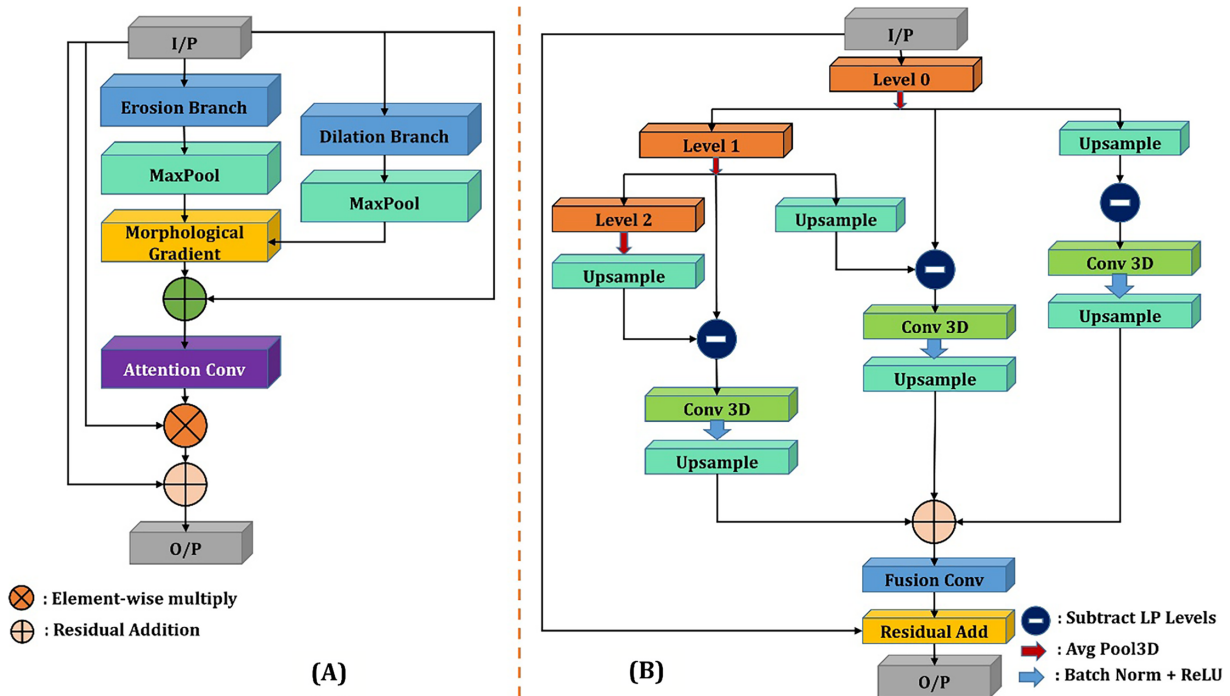 I/P
Erosion Branch
Dilation Branch
MaxPool
MaxPool
Morphological
Gradient
Attention Conv
O/P
: Element-wise multiply
: Residual Addition
(A)
I/P
Level 0
Level 1
Upsample
Level 2
Upsample
Upsample
Conv 3D
Upsample
Conv 3D
Upsample
Conv 3D
Upsample
Fusion Conv
Residual Add
O/P
: Subtract LP Levels
: Avg Pool3D
: Batch Norm + ReLU
(B)